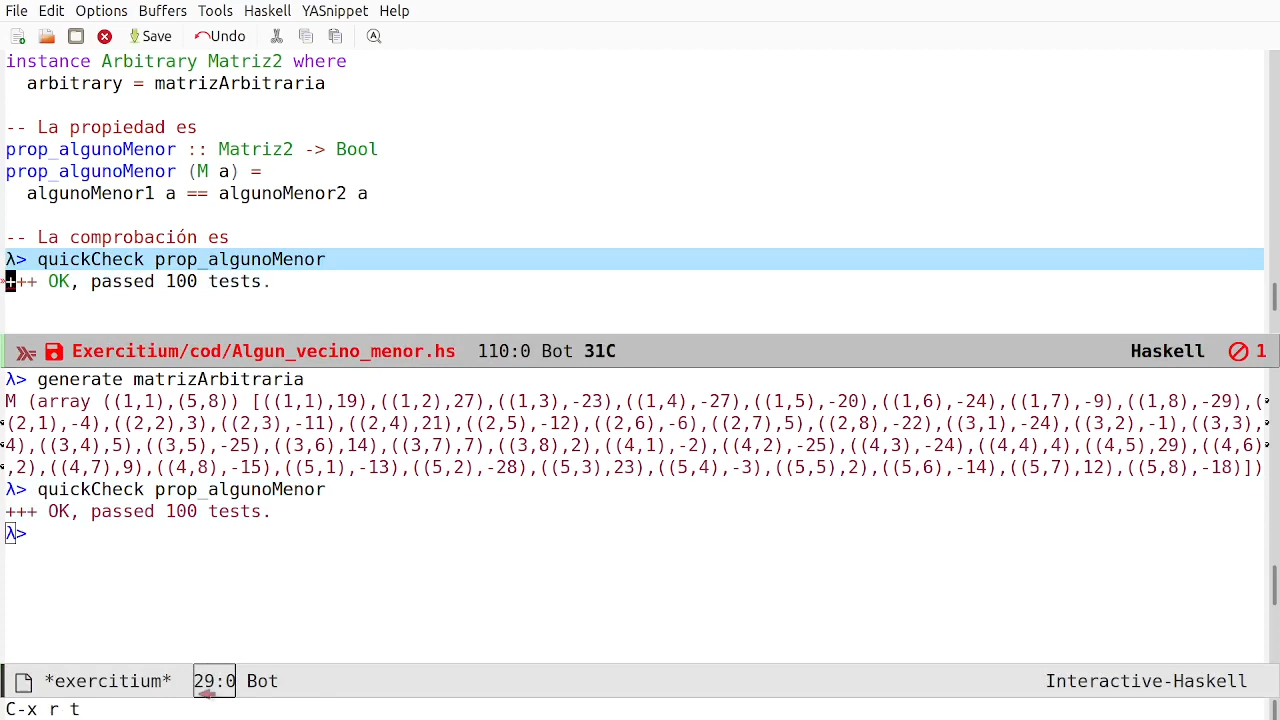 File Edit Options Buffers Tools Haskell YASnippet Help
Save Undo
instance Arbitrary Matriz2 where
  arbitrary = matrizArbitraria
-- La propiedad es
prop_algunoMenor :: Matriz2 -> Bool
prop_algunoMenor (M a) =
  algunoMenor1 a == algunoMenor2 a
-- La comprobación es
λ> quickCheck prop_algunoMenor
+++ OK, passed 100 tests.
Exercitium/cod/Algun_vecino_menor.hs 110:0 Bot 31C Haskell 1
λ> generate matrizArbitraria
M (array ((1,1),(5,8)) [((1,1),19),((1,2),27),((1,3),-23),((1,4),-27),((1,5),-20),((1,6),-24),((1,7),-9),((1,8),-29),(
(2,1),-4),((2,2),3),((2,3),-11),((2,4),21),((2,5),-12),((2,6),-6),((2,7),5),((2,8),-22),((3,1),-24),((3,2),-1),((3,3),
4),((3,4),5),((3,5),-25),((3,6),14),((3,7),7),((3,8),2),((4,1),-2),((4,2),-25),((4,3),-24),((4,4),4),((4,5),29),((4,6)
,2),((4,7),9),((4,8),-15),((5,1),-13),((5,2),-28),((5,3),23),((5,4),-3),((5,5),2),((5,6),-14),((5,7),12),((5,8),-18)])
λ> quickCheck prop_algunoMenor
+++ OK, passed 100 tests.
λ>
*exercitium* 29:0 Bot Interactive-Haskell
C-x r t